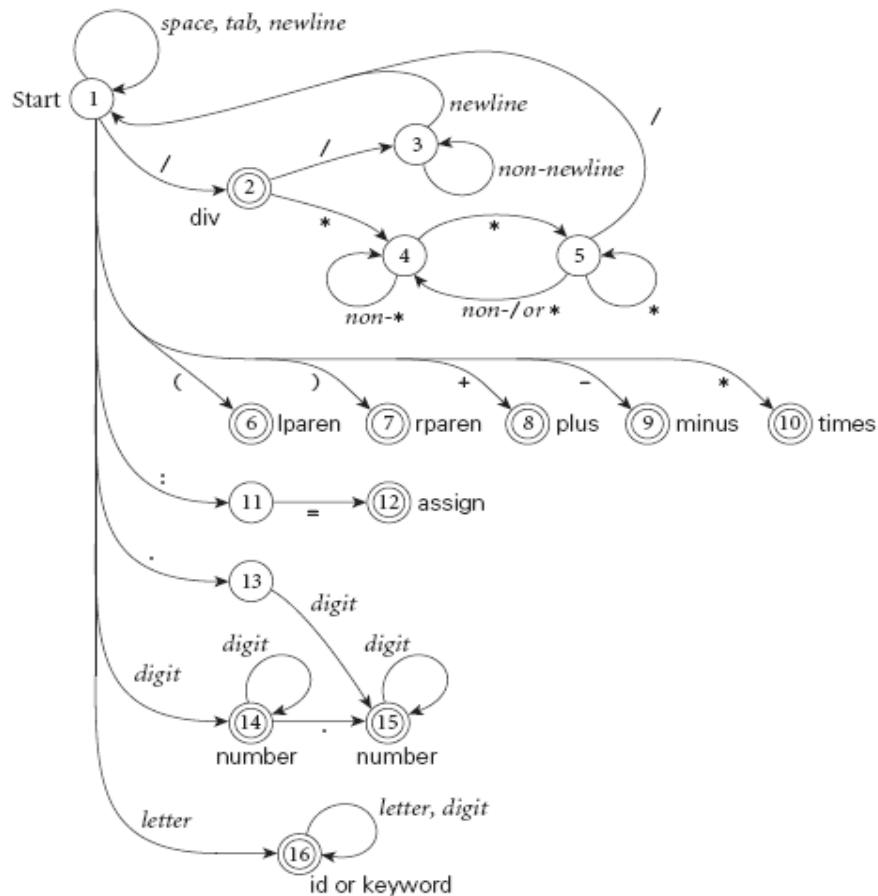 space, tab, newline
Start 1
newline
/
/
/
3
2
non-newline
div
*
*
4
5
non-*
non-/ or *
*
(
)
+
-
*
6 lparen
7 rparen
8 plus
9 minus
10 times
:
11
=
12 assign
.
13
digit
digit
digit
digit
14
.
15
number
number
letter
letter, digit
16
id or keyword